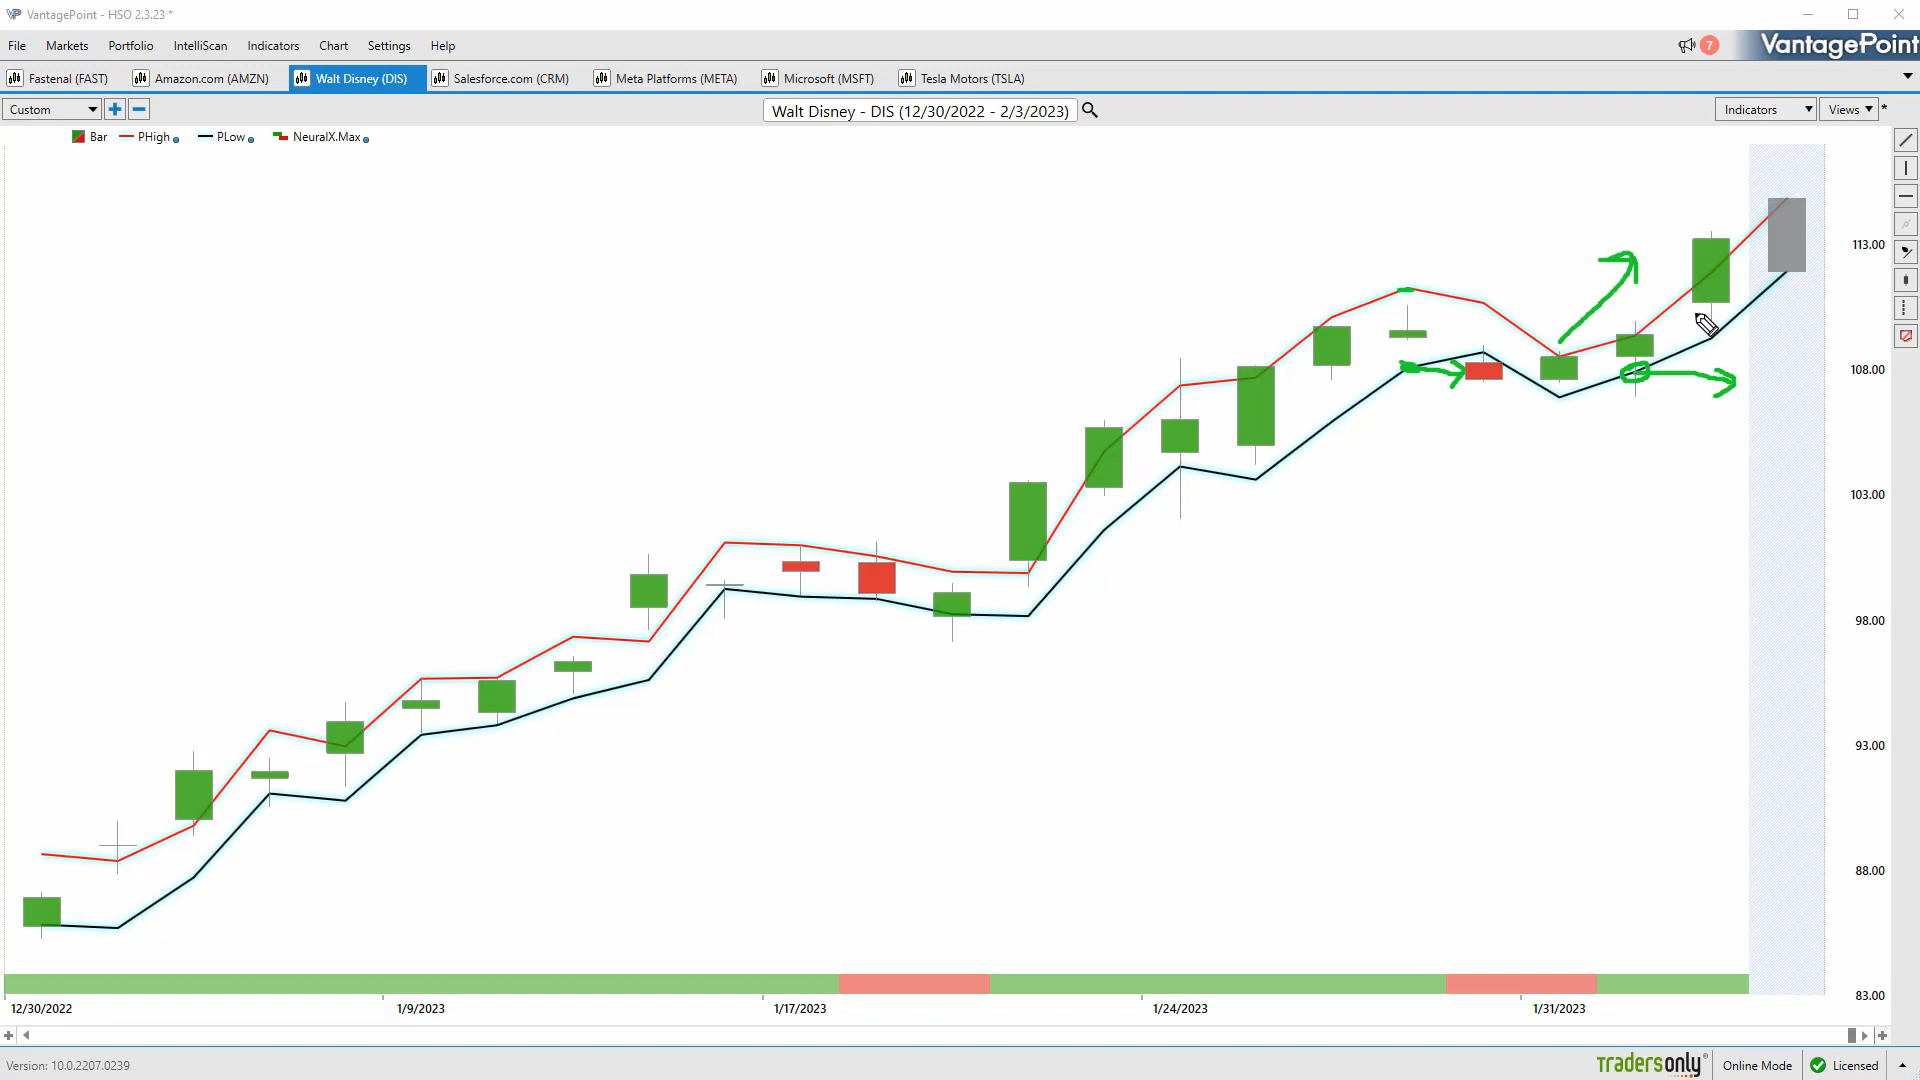 VantagePoint - HSO 2.3.23 *
File Markets Portfolio IntelliScan Indicators Chart Settings Help
7 VantagePoint
Fastenal (FAST) Amazon.com (AMZN) Walt Disney (DIS) Salesforce.com (CRM) Meta Platforms (META) Microsoft (MSFT) Tesla Motors (TSLA)
Custom Walt Disney - DIS (12/30/2022 - 2/3/2023) Indicators Views *
Bar PHigh PLow NeuralX.Max
113.00
108.00
103.00
98.00
93.00
88.00
83.00
12/30/2022 1/9/2023 1/17/2023 1/24/2023 1/31/2023
Version: 10.0.2207.0239 tradersonly Online Mode Licensed